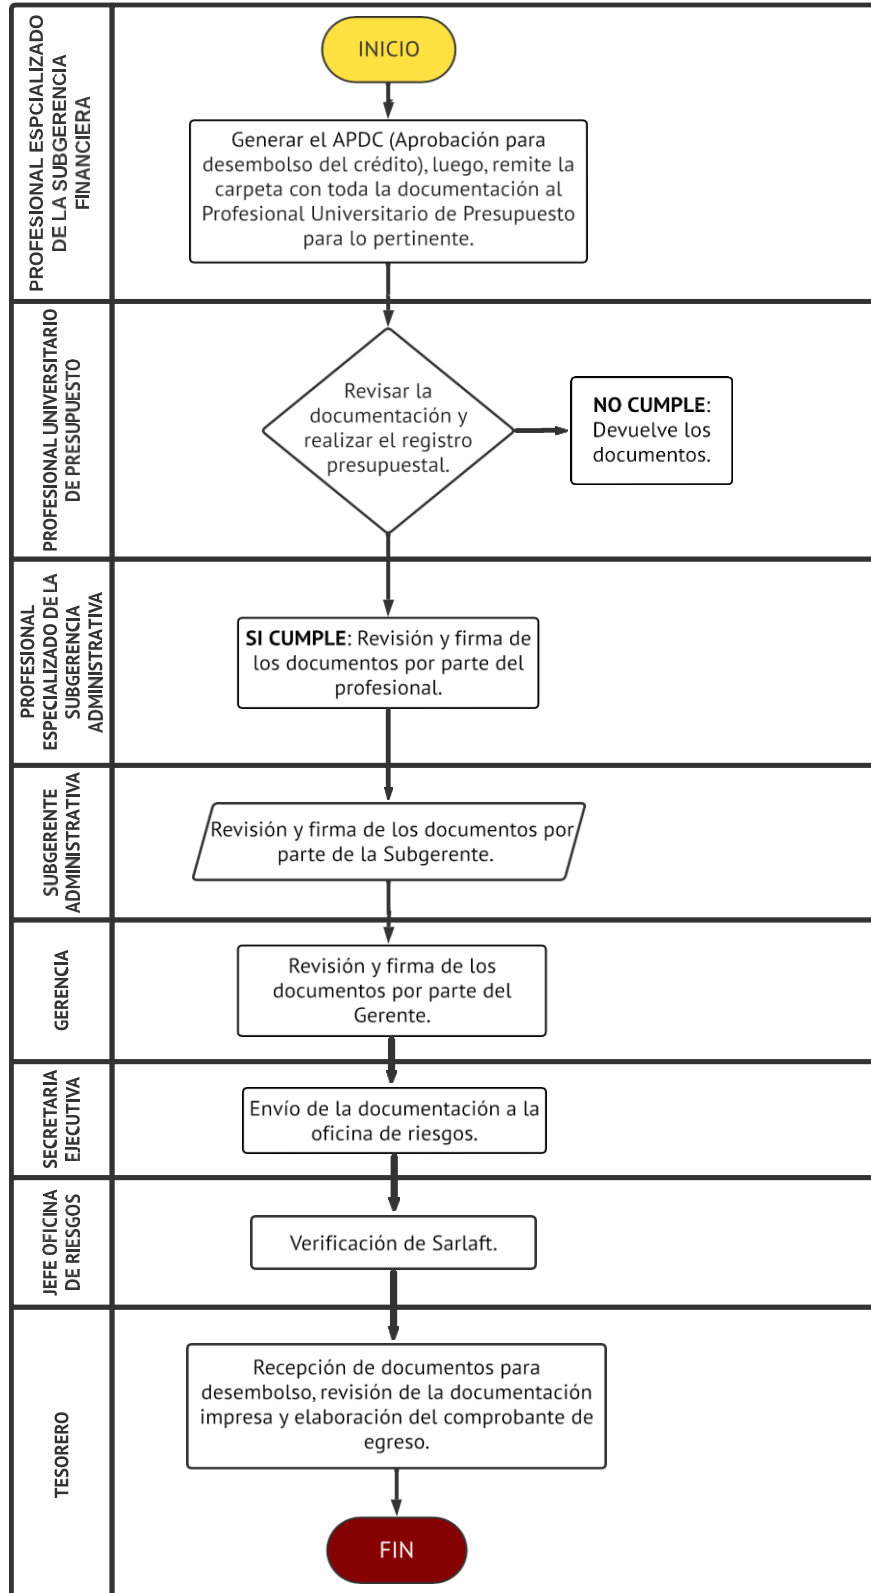 PROFESIONAL ESPCIALIZADO
DE LA SUBGERENCIA
FINANCIERA
INICIO
Generar el APDC (Aprobación para
desembolso del crédito), luego, remite la
carpeta con toda la documentación al
Profesional Universitario de Presupuesto
para lo pertinente.
PROFESIONAL UNIVERSITARIO
DE PRESUPUESTO
Revisar la
documentación y
realizar el registro
presupuestal.
NO CUMPLE:
Devuelve los
documentos.
PROFESIONAL
ESPECIALIZADO DE LA
SUBGERENCIA
ADMINISTRATIVA
SI CUMPLE: Revisión y firma de
los documentos por parte del
profesional.
SUBGERENTE
ADMINISTRATIVA
Revisión y firma de los documentos por
parte de la Subgerente.
GERENCIA
Revisión y firma de los
documentos por parte del
Gerente.
SECRETARIA
EJECUTIVA
Envío de la documentación a la
oficina de riesgos.
JEFE OFICINA
DE RIESGOS
Verificación de Sarlaft.
TESORERO
Recepción de documentos para
desembolso, revisión de la documentación
impresa y elaboración del comprobante de
egreso.
FIN